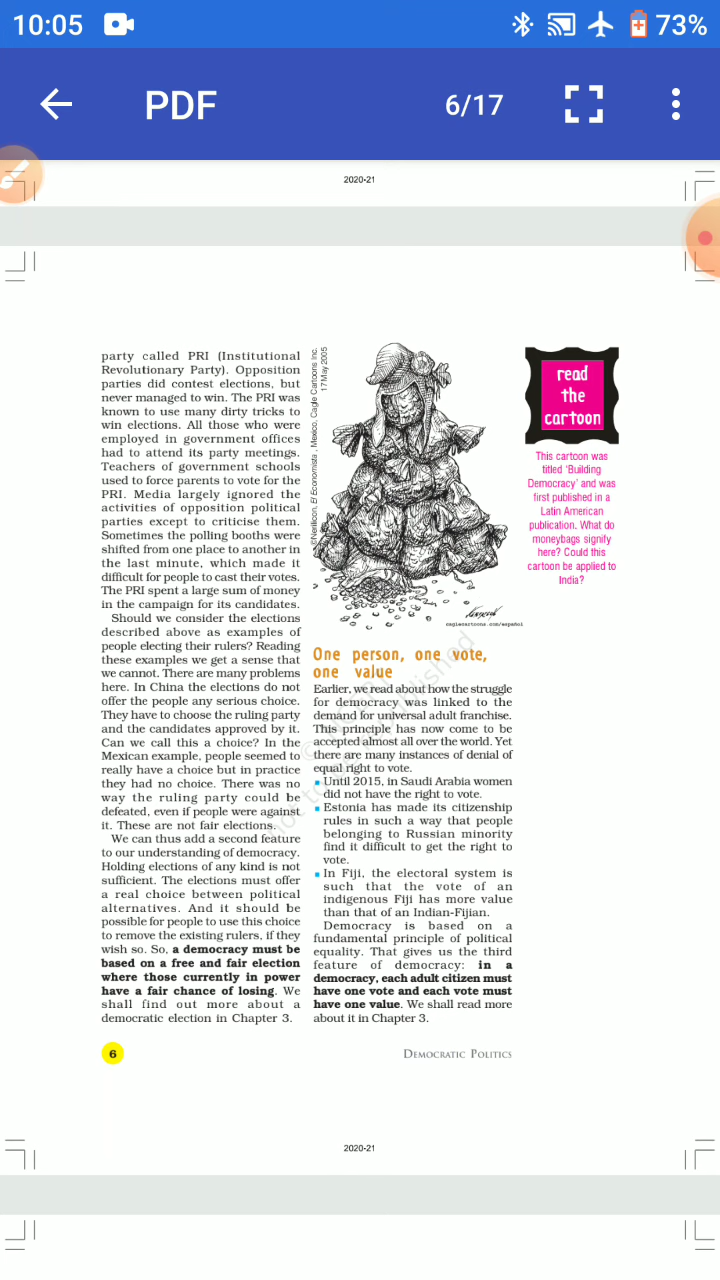 10:05
73%
PDF
6/17
2020-21
party called PRI (Institutional
Revolutionary Party). Opposition
parties did contest elections, but
never managed to win. The PRI was
known to use many dirty tricks to
win elections. All those who were
employed in government offices
had to attend its party meetings.
Teachers of government schools
used to force parents to vote for the
PRI. Media largely ignored the
activities of opposition political
parties except to criticise them.
Sometimes the polling booths were
shifted from one place to another in
the last minute, which made it
difficult for people to cast their votes.
The PRI spent a large sum of money
in the campaign for its candidates.
Should we consider the elections
described above as examples of
people electing their rulers? Reading
these examples we get a sense that
we cannot. There are many problems
here. In China the elections do not
offer the people any serious choice.
They have to choose the ruling party
and the candidates approved by it.
Can we call this a choice? In the
Mexican example, people seemed to
really have a choice but in practice
they had no choice. There was no
way the ruling party could be
defeated, even if people were against
it. These are not fair elections.
We can thus add a second feature
to our understanding of democracy.
Holding elections of any kind is not
sufficient. The elections must offer
a real choice between political
alternatives. And it should be
possible for people to use this choice
to remove the existing rulers, if they
wish so. So, a democracy must be
based on a free and fair election
where those currently in power
have a fair chance of losing. We
shall find out more about a
democratic election in Chapter 3.
©Nerilicon, El Economista , Mexico, Cagle Cartoons Inc.
17 May 2005
caglecartoons.com/español
One person, one vote,
one value
Earlier, we read about how the struggle
for democracy was linked to the
demand for universal adult franchise.
This principle has now come to be
accepted almost all over the world. Yet
there are many instances of denial of
equal right to vote.
Until 2015, in Saudi Arabia women
did not have the right to vote.
Estonia has made its citizenship
rules in such a way that people
belonging to Russian minority
find it difficult to get the right to
vote.
In Fiji, the electoral system is
such that the vote of an
indigenous Fiji has more value
than that of an Indian-Fijian.
Democracy is based on a
fundamental principle of political
equality. That gives us the third
feature of democracy: in a
democracy, each adult citizen must
have one vote and each vote must
have one value. We shall read more
about it in Chapter 3.
read
the
cartoon
This cartoon was
titled ‘Building
Democracy’ and was
first published in a
Latin American
publication. What do
moneybags signify
here? Could this
cartoon be applied to
India?
6
DEMOCRATIC POLITICS
2020-21